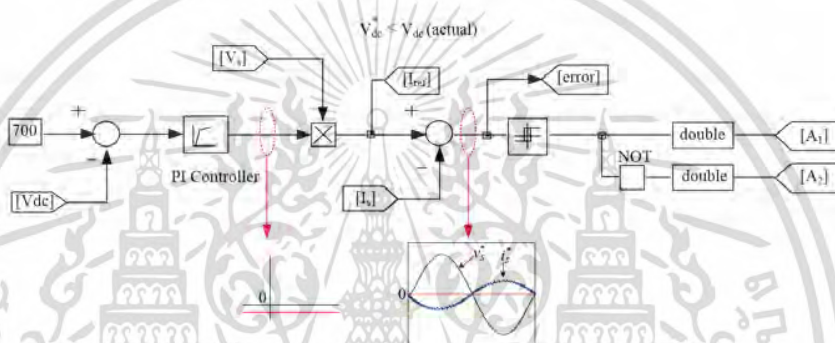 V*dc < Vdc (actual)
[Vs]
[Iref]
[error]
+
+
700
double
[A1]
−
NOT
−
PI Controller
double
[A2]
[Vdc]
[Is]
v*s
i*s
0
0